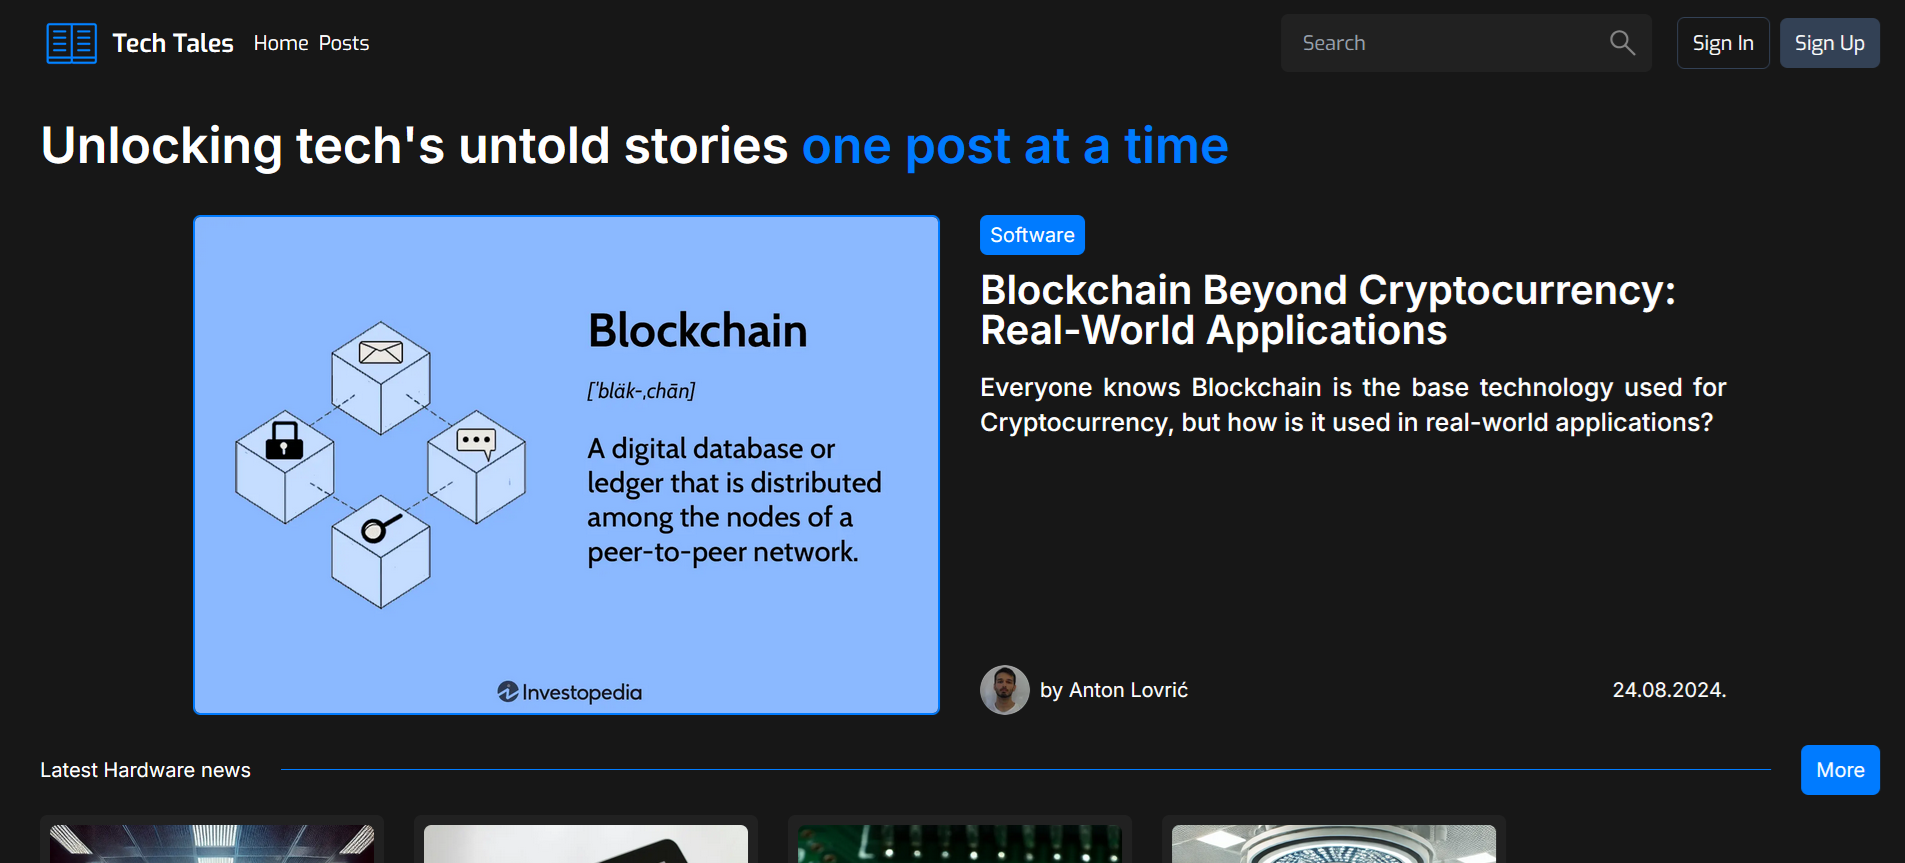 Tech Tales Home Posts
Search
Sign In
Sign Up
Unlocking tech's untold stories one post at a time
Blockchain
['bläk-,chān]
A digital database or
ledger that is distributed
among the nodes of a
peer-to-peer network.
Investopedia
Software
Blockchain Beyond Cryptocurrency:
Real-World Applications
Everyone knows Blockchain is the base technology used for
Cryptocurrency, but how is it used in real-world applications?
by Anton Lovrić
24.08.2024.
Latest Hardware news
More